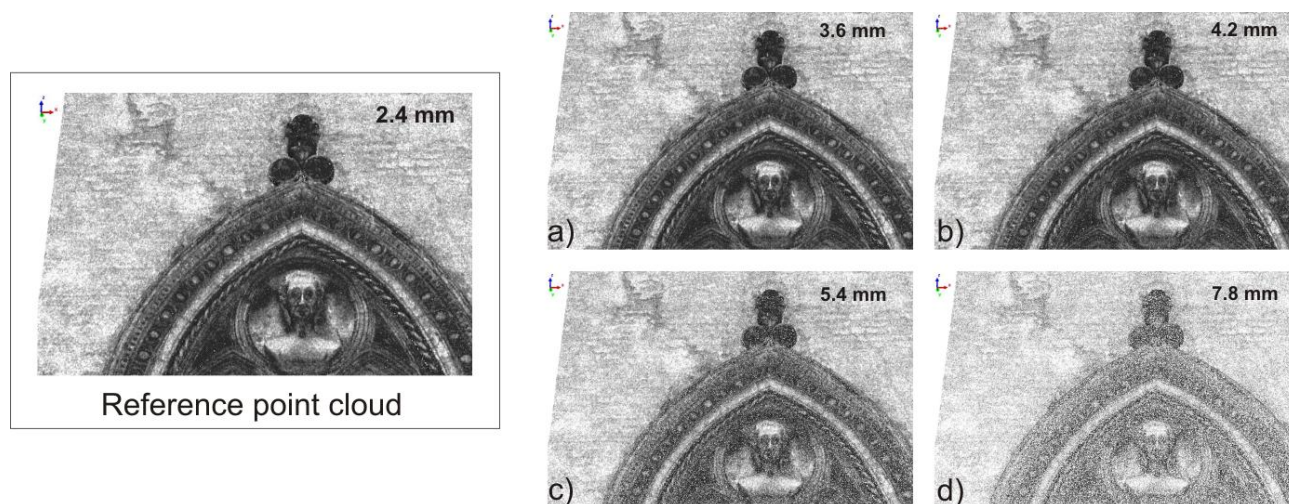 2.4 mm
Reference point cloud
3.6 mm
a)
4.2 mm
b)
5.4 mm
c)
7.8 mm
d)